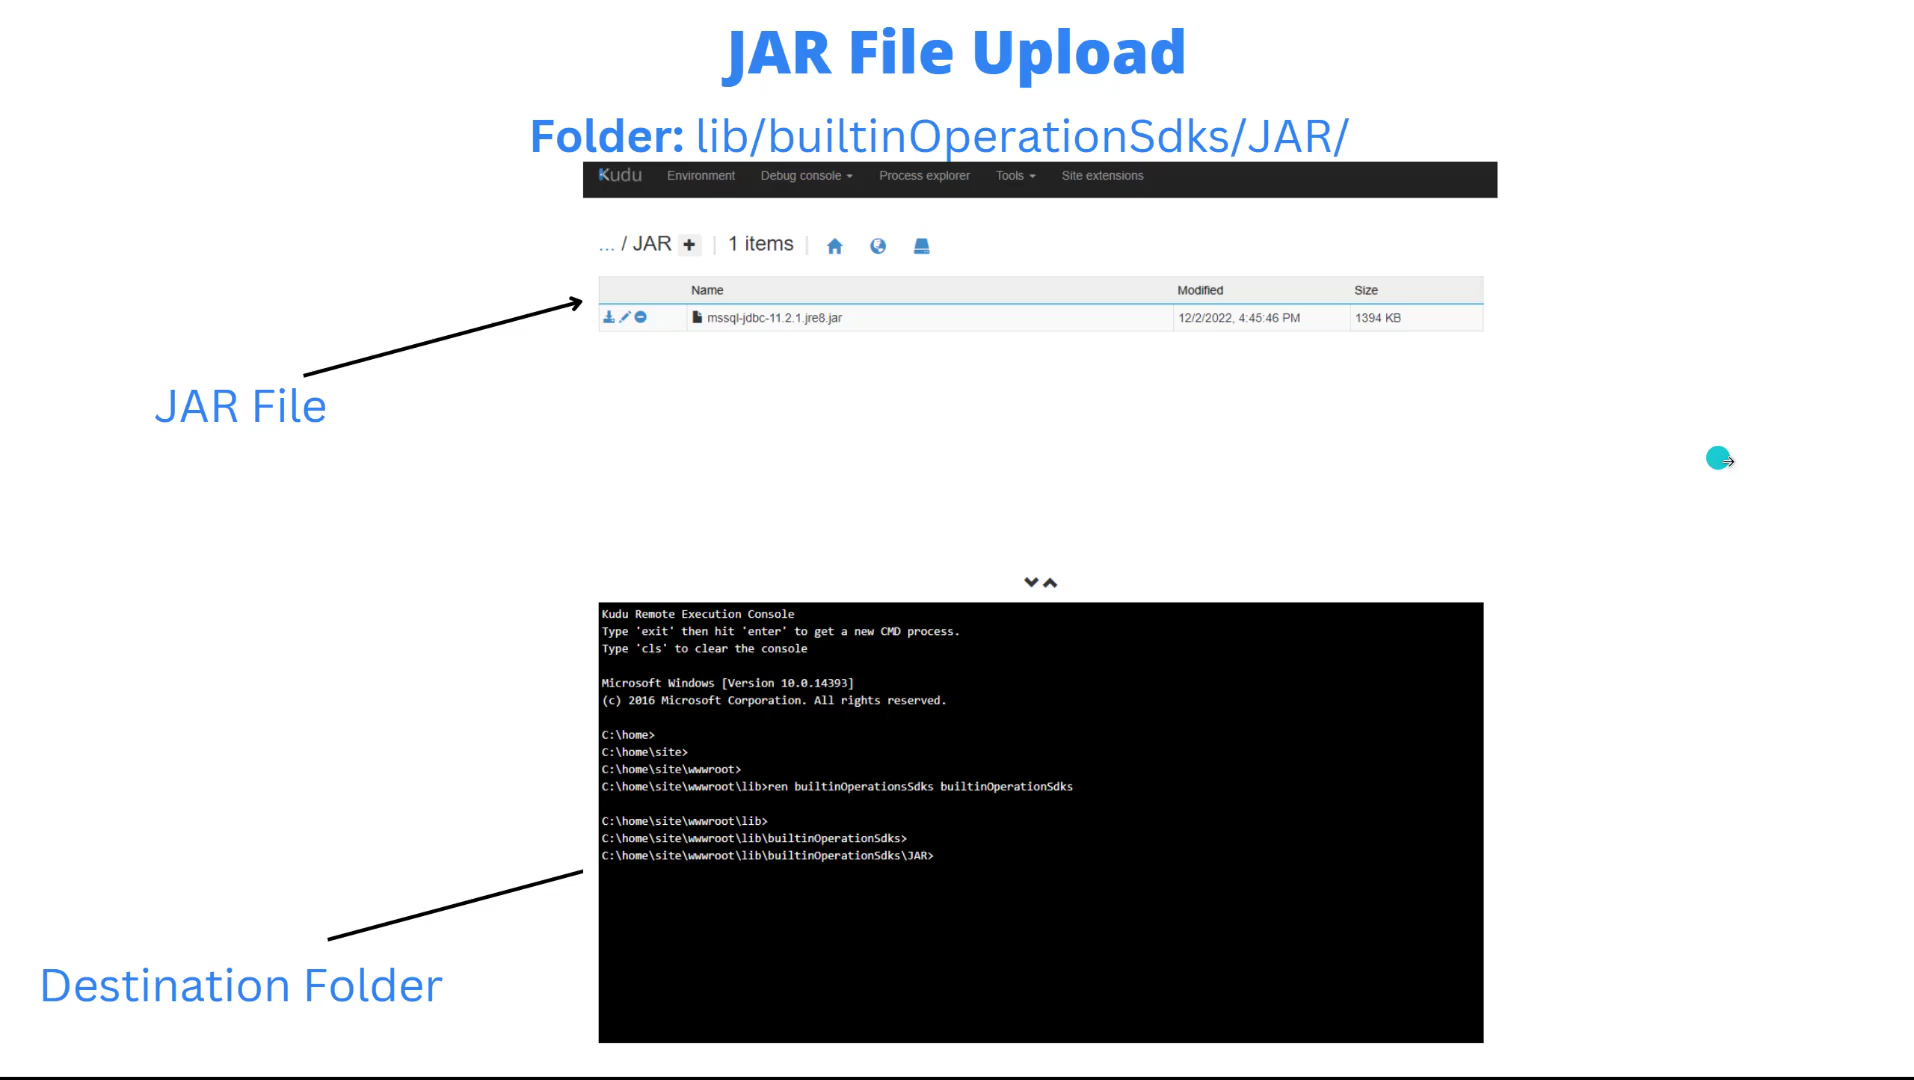 JAR File Upload
Folder: lib/builtinOperationSdks/JAR/
Kudu Environment Debug console Process explorer Tools Site extensions
... / JAR + | 1 items |
Name Modified Size
mssql-jdbc-11.2.1.jre8.jar 12/2/2022, 4:45:46 PM 1394 KB
JAR File
Kudu Remote Execution Console
Type 'exit' then hit 'enter' to get a new CMD process.
Type 'cls' to clear the console
Microsoft Windows [Version 10.0.14393]
(c) 2016 Microsoft Corporation. All rights reserved.
C:\home>
C:\home\site>
C:\home\site\wwwroot>
C:\home\site\wwwroot\lib>ren builtinOperationsSdks builtinOperationSdks
C:\home\site\wwwroot\lib>
C:\home\site\wwwroot\lib\builtinOperationSdks>
C:\home\site\wwwroot\lib\builtinOperationSdks\JAR>
Destination Folder